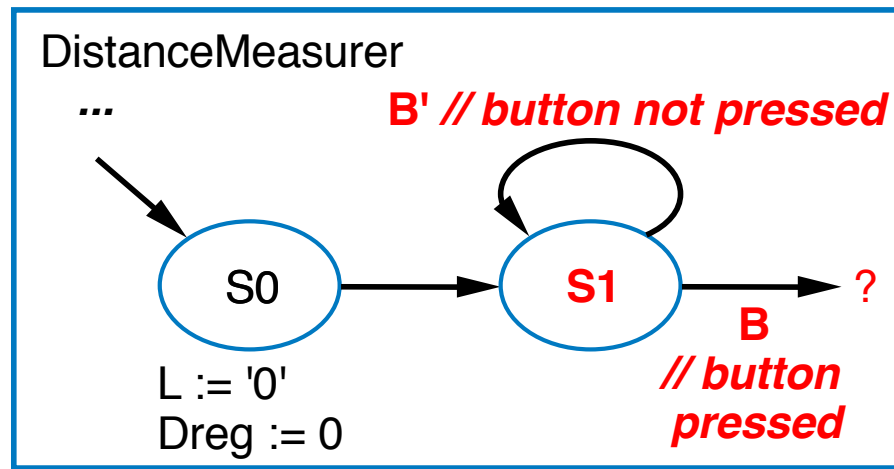 DistanceMeasurer
...
B' // button not pressed
S0
S1
?
B
// button
pressed
L := '0'
Dreg := 0